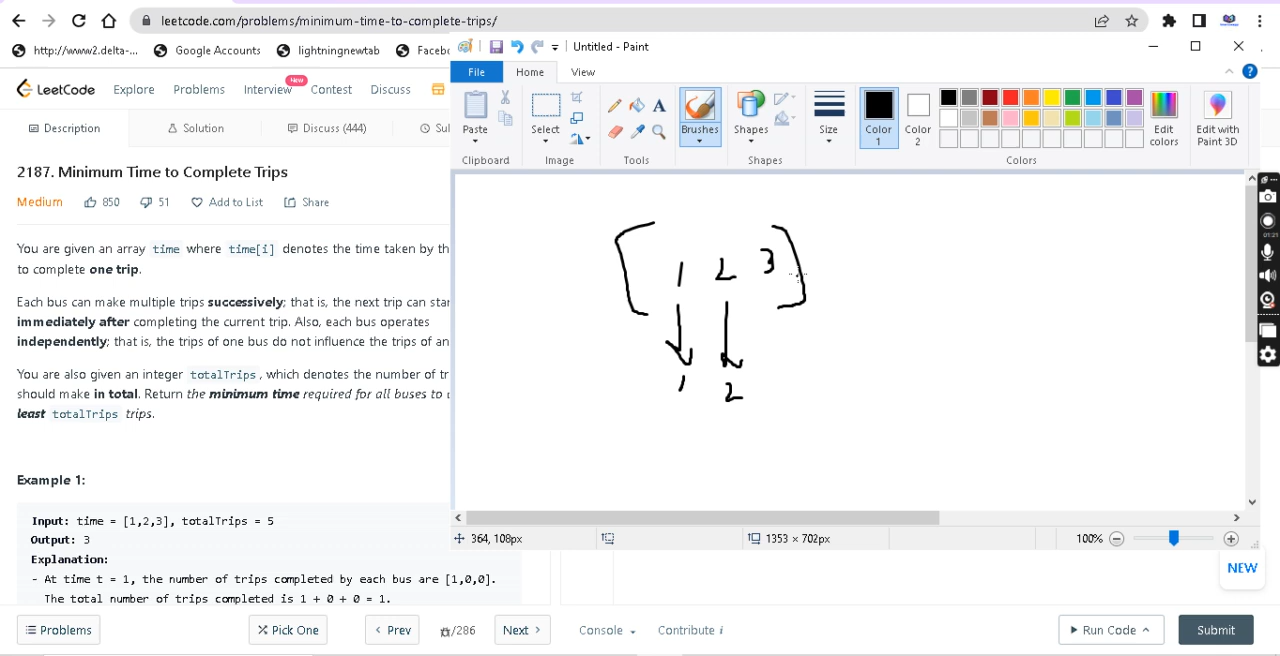 leetcode.com/problems/minimum-time-to-complete-trips/
http://www2.delta-... Google Accounts lightningnewtab Faceb
Untitled - Paint
LeetCode Explore Problems Interview New Contest Discuss
File Home View
Paste Select Brushes Shapes Size Color 1 Color 2 Edit colors Edit with Paint 3D
Clipboard Image Tools Shapes Colors
Description Solution Discuss (444) Su
2187. Minimum Time to Complete Trips
Medium 850 51 Add to List Share
You are given an array time where time[i] denotes the time taken by th
to complete one trip.
Each bus can make multiple trips successively; that is, the next trip can star
immediately after completing the current trip. Also, each bus operates
independently; that is, the trips of one bus do not influence the trips of an
You are also given an integer totalTrips, which denotes the number of tr
should make in total. Return the minimum time required for all buses to c
least totalTrips trips.
Example 1:
Input: time = [1,2,3], totalTrips = 5
Output: 3
Explanation:
- At time t = 1, the number of trips completed by each bus are [1,0,0].
The total number of trips completed is 1 + 0 + 0 = 1.
[ 1 2 3 ]
1 2
364, 108px 1353 × 702px 100%
01:21
NEW
Problems Pick One Prev /286 Next Console Contribute i Run Code Submit